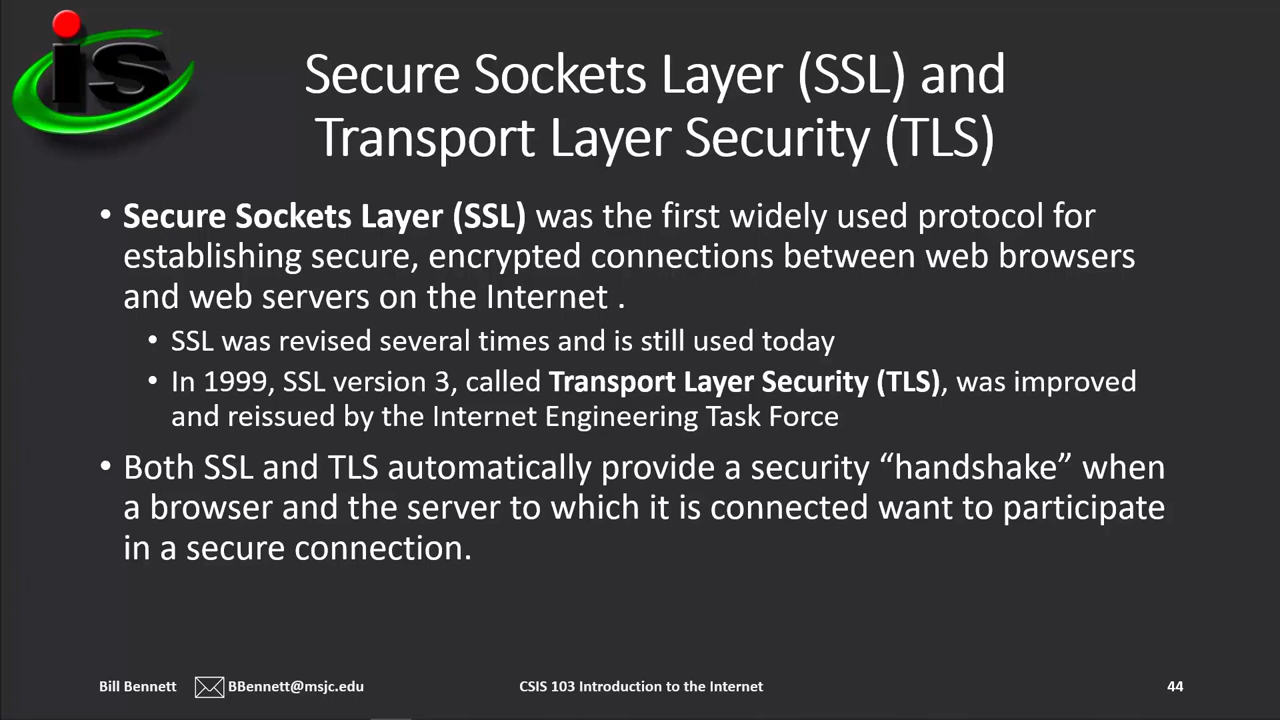 is
Secure Sockets Layer (SSL) and
Transport Layer Security (TLS)
• Secure Sockets Layer (SSL) was the first widely used protocol for
establishing secure, encrypted connections between web browsers
and web servers on the Internet .
• SSL was revised several times and is still used today
• In 1999, SSL version 3, called Transport Layer Security (TLS), was improved
and reissued by the Internet Engineering Task Force
• Both SSL and TLS automatically provide a security “handshake” when
a browser and the server to which it is connected want to participate
in a secure connection.
Bill Bennett BBennett@msjc.edu CSIS 103 Introduction to the Internet 44